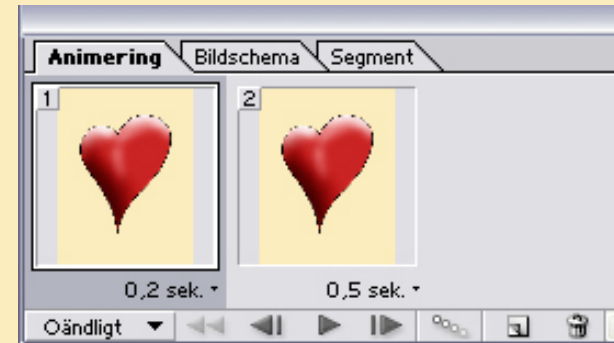 Animering Bildschema Segment
1 2
0,2 sek. 0,5 sek.
Oändligt